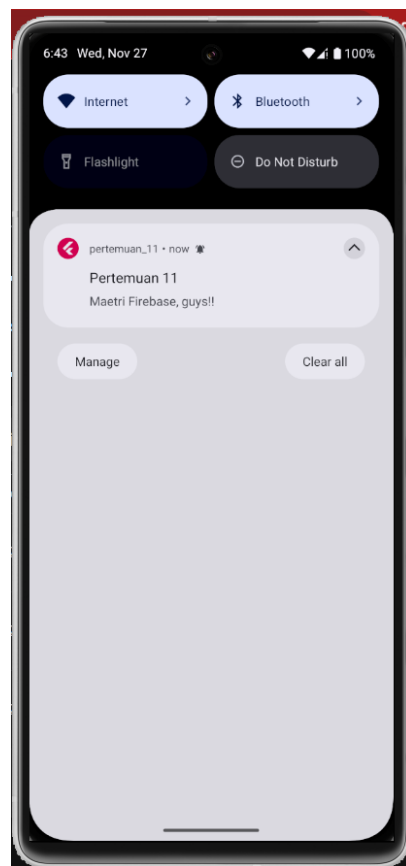 6:43 Wed, Nov 27 100%
Internet Bluetooth
Flashlight Do Not Disturb
pertemuan_11 • now
Pertemuan 11
Maetri Firebase, guys!!
Manage Clear all